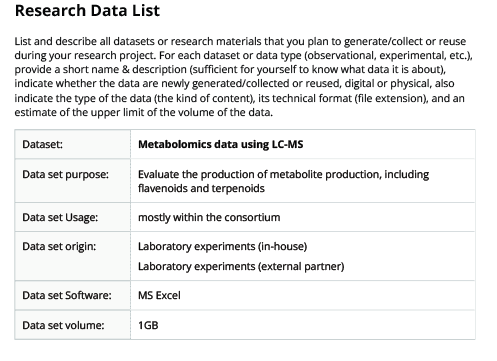 Research Data List
List and describe all datasets or research materials that you plan to generate/collect or reuse
during your research project. For each dataset or data type (observational, experimental, etc.),
provide a short name & description (sufficient for yourself to know what data it is about),
indicate whether the data are newly generated/collected or reused, digital or physical, also
indicate the type of the data (the kind of content), its technical format (file extension), and an
estimate of the upper limit of the volume of the data.
Dataset: Metabolomics data using LC-MS
Data set purpose: Evaluate the production of metabolite production, including
flavenoids and terpenoids
Data set Usage: mostly within the consortium
Data set origin: Laboratory experiments (in-house)
Laboratory experiments (external partner)
Data set Software: MS Excel
Data set volume: 1GB